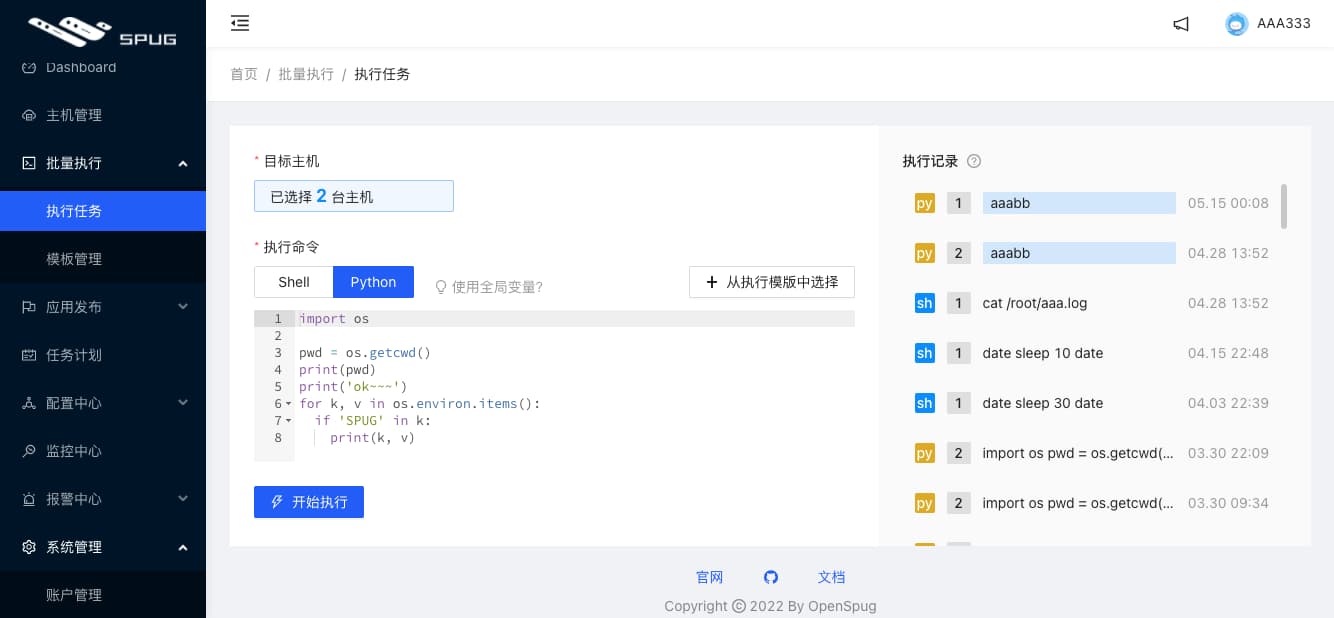 SPUG
Dashboard
主机管理
批量执行
执行任务
模板管理
应用发布
任务计划
配置中心
监控中心
报警中心
系统管理
账户管理
AAA333
首页 / 批量执行 / 执行任务
* 目标主机
已选择 2 台主机
* 执行命令
Shell Python 使用全局变量? + 从执行模版中选择
1 import os
2
3 pwd = os.getcwd()
4 print(pwd)
5 print('ok~~~')
6 for k, v in os.environ.items():
7 if 'SPUG' in k:
8 print(k, v)
开始执行
执行记录
py 1 aaabb 05.15 00:08
py 2 aaabb 04.28 13:52
sh 1 cat /root/aaa.log 04.28 13:52
sh 1 date sleep 10 date 04.15 22:48
sh 1 date sleep 30 date 04.03 22:39
py 2 import os pwd = os.getcwd(... 03.30 22:09
py 2 import os pwd = os.getcwd(... 03.30 09:34
官网 文档
Copyright © 2022 By OpenSpug